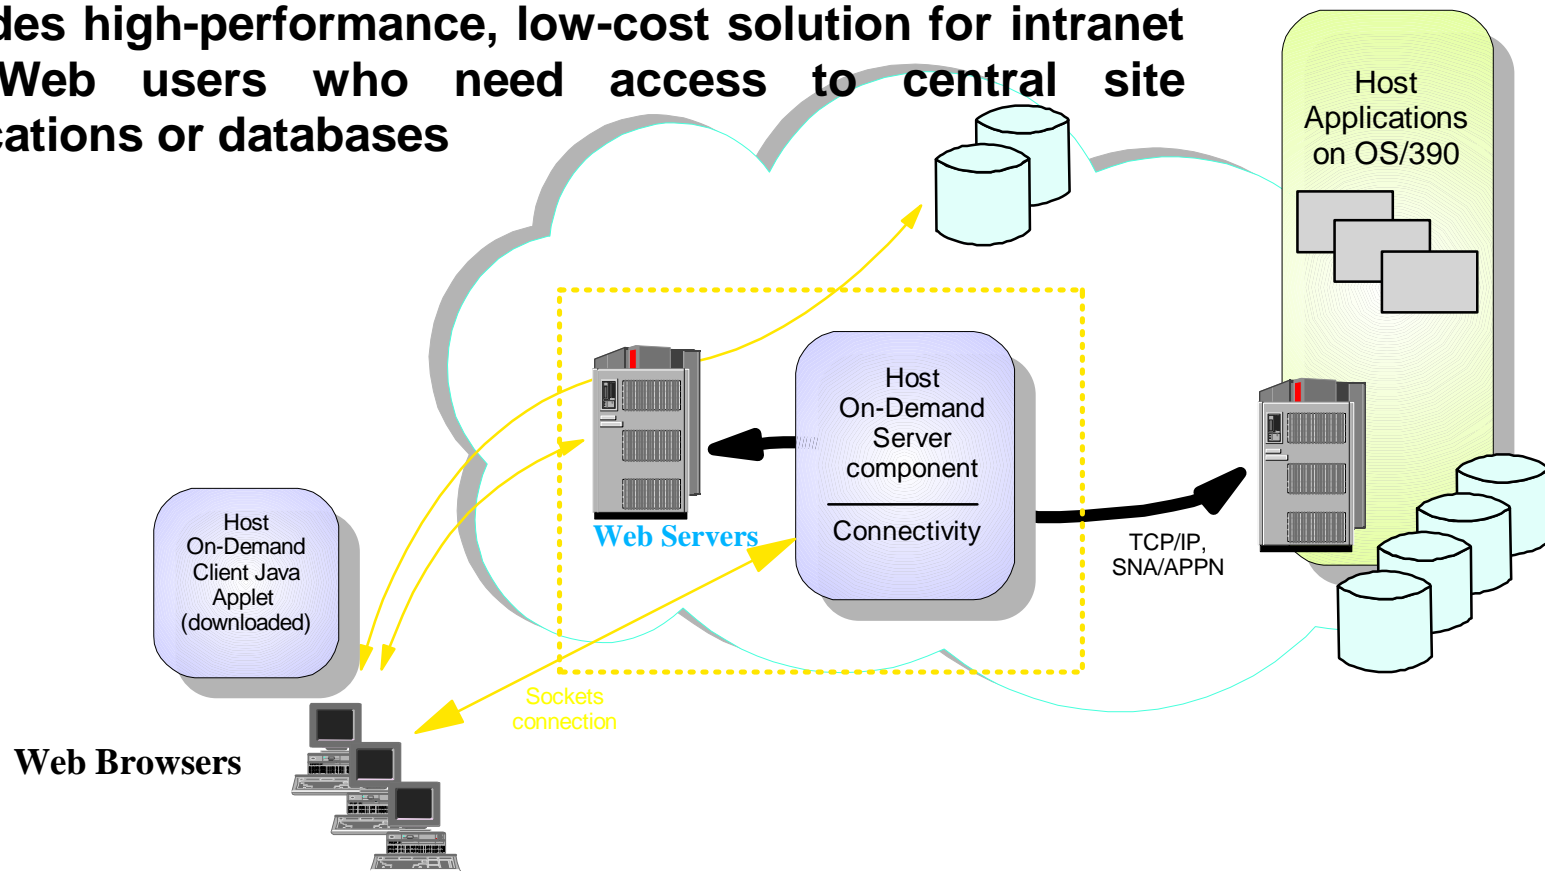 des high-performance, low-cost solution for intranet
Web users who need access to central site
cations or databases
Host
Applications
on OS/390
Host
On-Demand
Server
component
Connectivity
Web Servers
TCP/IP,
SNA/APPN
Host
On-Demand
Client Java
Applet
(downloaded)
Sockets
connection
Web Browsers